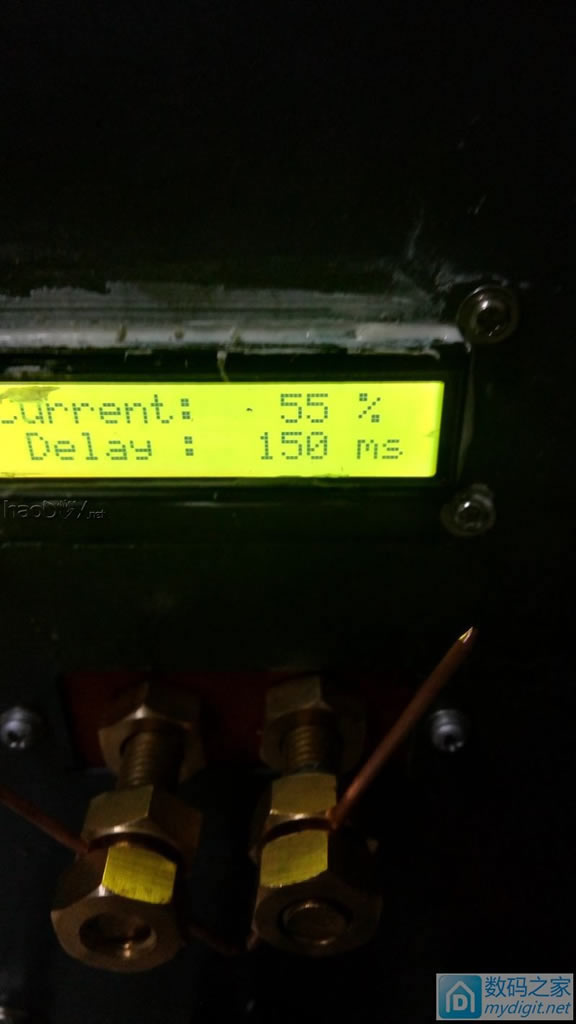 Current: 55 %
Delay : 150 ms
数码之家
mydigit.net